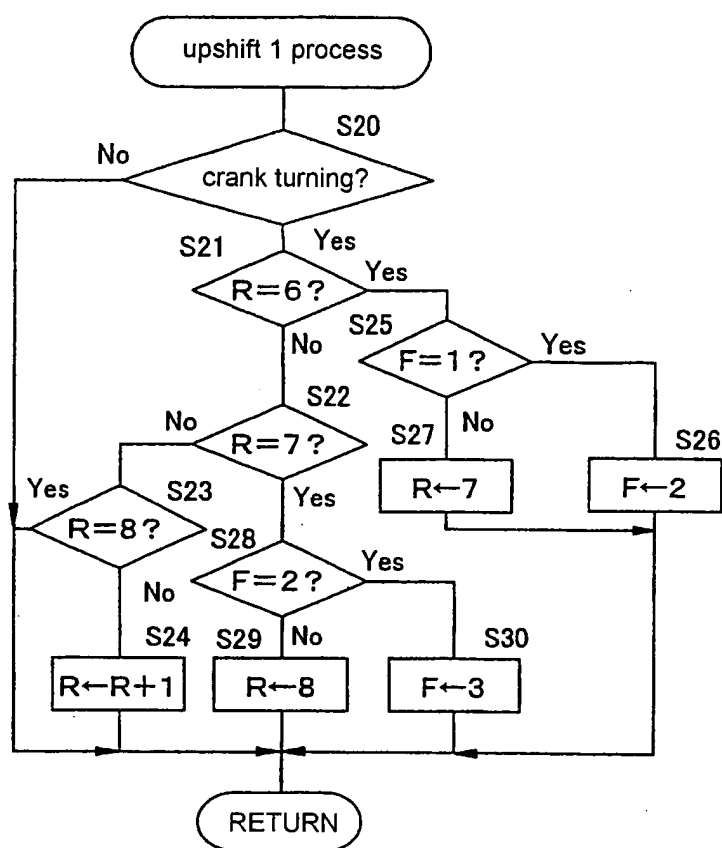 upshift 1 process
S20
No
crank turning?
S21
Yes
R=6?
Yes
S25
No
F=1?
Yes
S22
No
R=7?
S27
No
S26
Yes
S23
R=8?
Yes
R←7
F←2
S28
F=2?
Yes
No
S24
S29
No
S30
R←R+1
R←8
F←3
RETURN